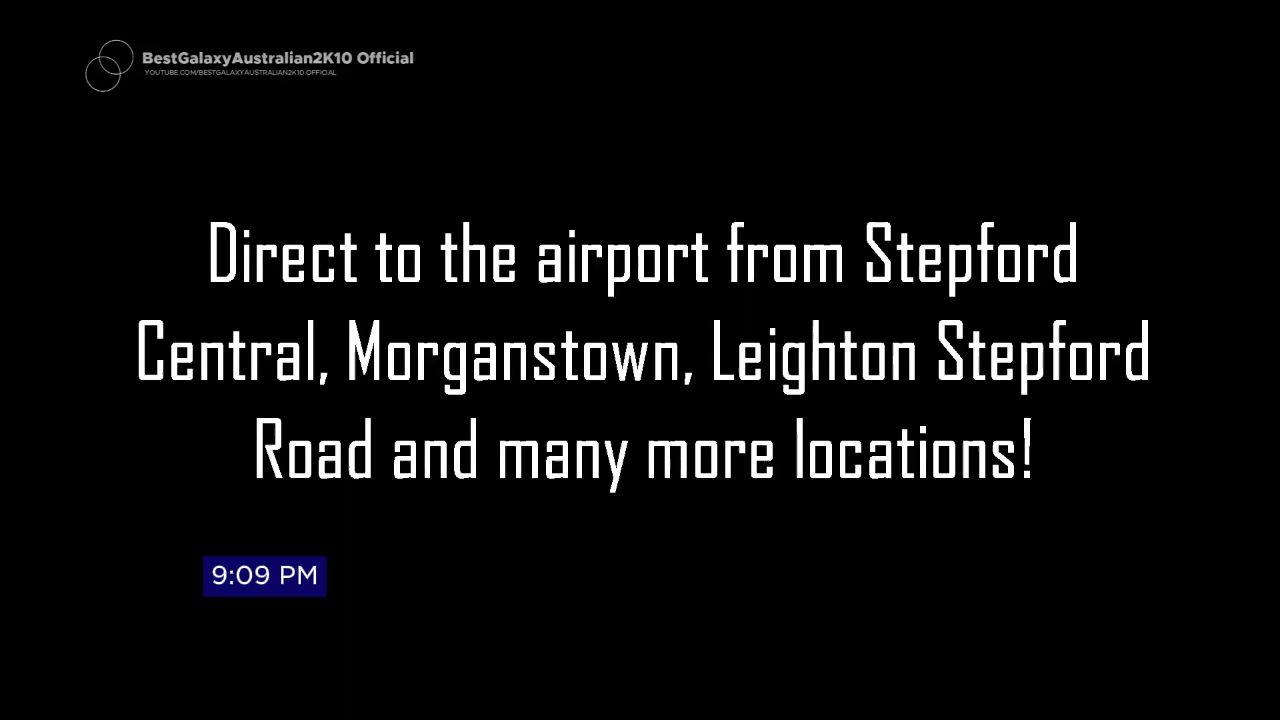 BestGalaxyAustralian2K10 Official
YOUTUBE.COM/BESTGALAXYAUSTRALIAN2K10 OFFICIAL
Direct to the airport from Stepford
Central, Morganstown, Leighton Stepford
Road and many more locations!
9:09 PM